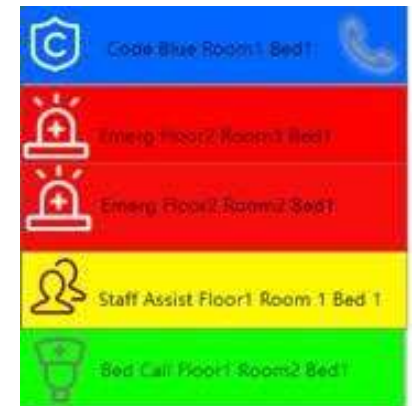 C
Code Blue Room1 Bed1
Emerg Floor2 Room3 Bed1
Emerg Floor2 Room2 Bed1
Staff Assist Floor1 Room 1 Bed 1
Bed Call Floor1 Room2 Bed1